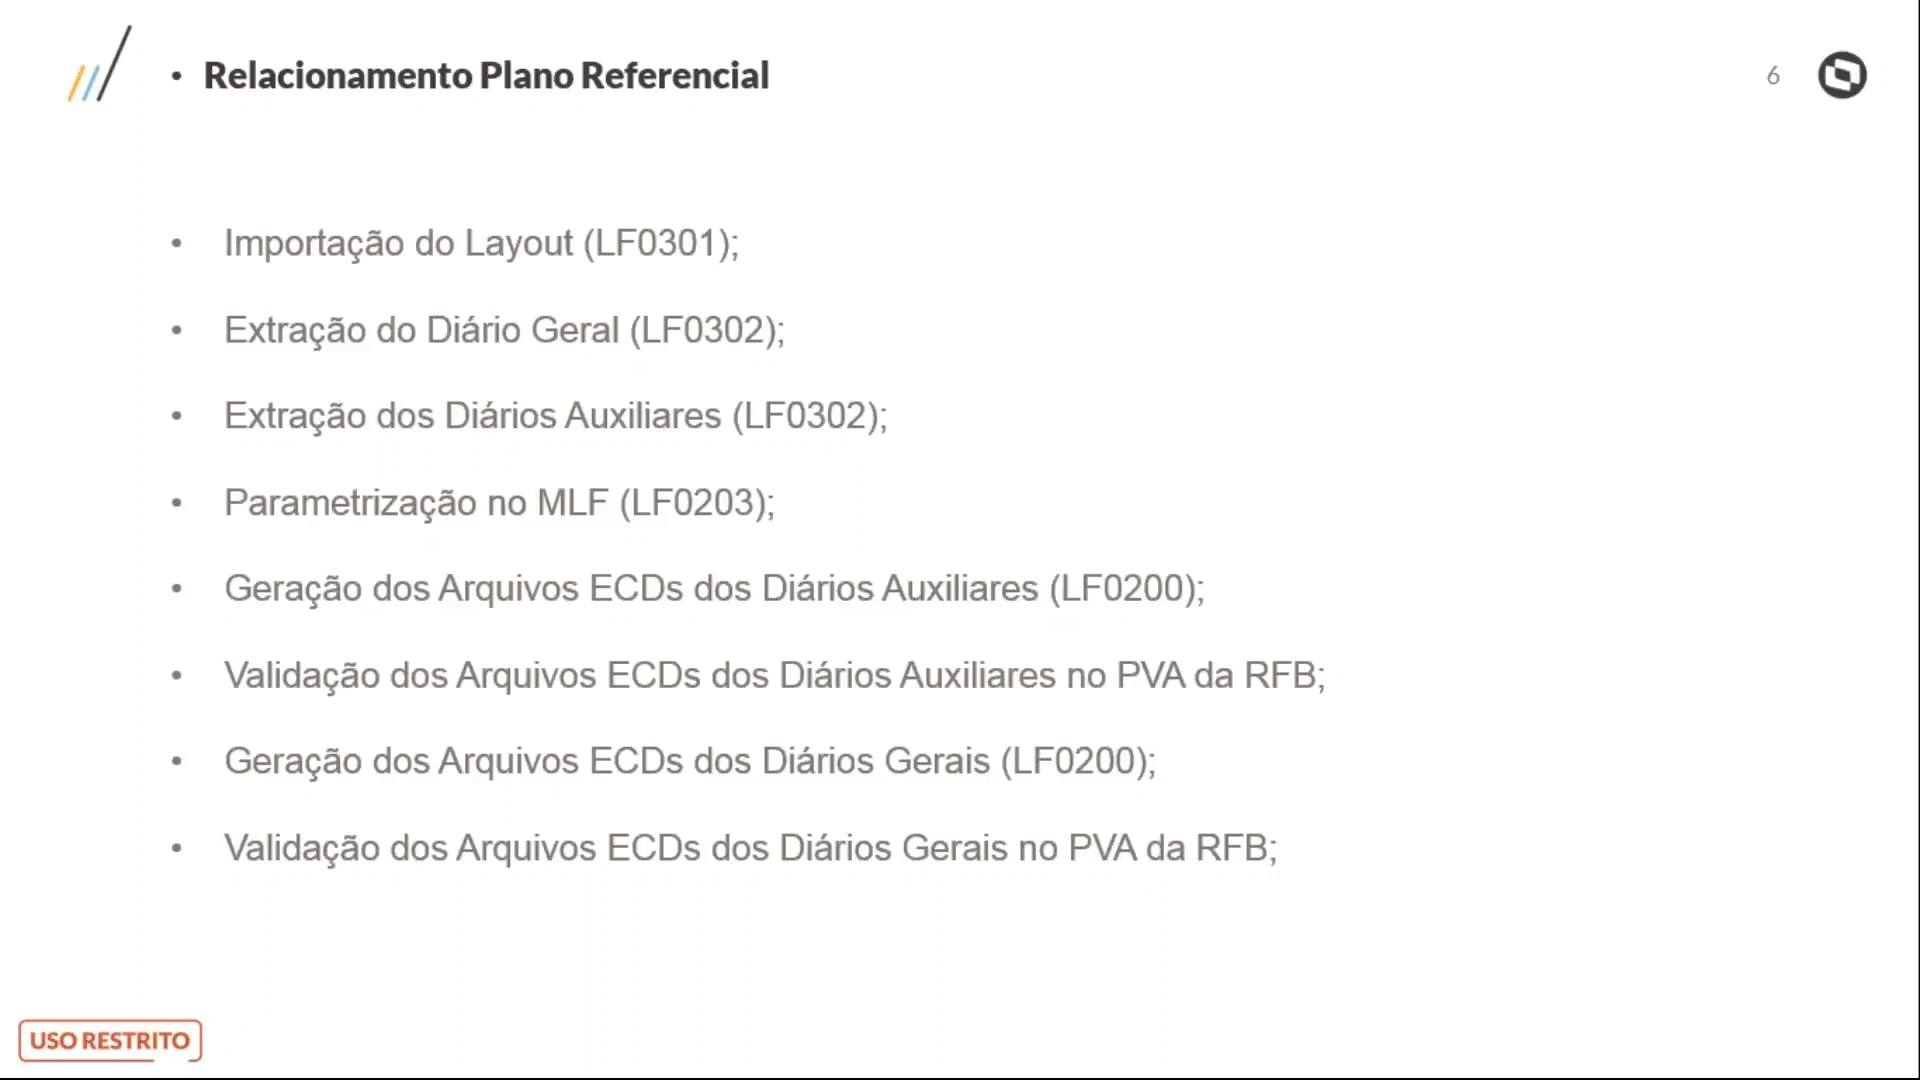 • Relacionamento Plano Referencial
6
• Importação do Layout (LF0301);
• Extração do Diário Geral (LF0302);
• Extração dos Diários Auxiliares (LF0302);
• Parametrização no MLF (LF0203);
• Geração dos Arquivos ECDs dos Diários Auxiliares (LF0200);
• Validação dos Arquivos ECDs dos Diários Auxiliares no PVA da RFB;
• Geração dos Arquivos ECDs dos Diários Gerais (LF0200);
• Validação dos Arquivos ECDs dos Diários Gerais no PVA da RFB;
USO RESTRITO